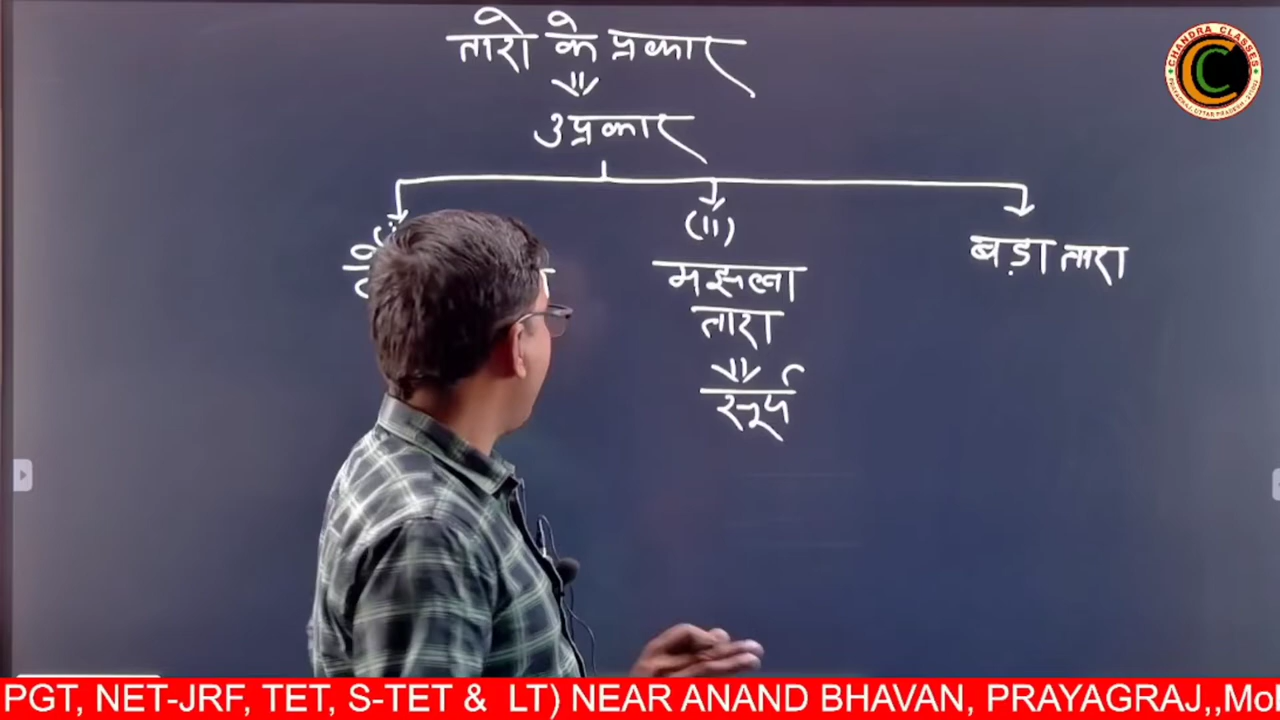 तारो के प्रकार
3 प्रकार
(II)
मझला
तारा
सूर्य
बड़ा तारा
CHANDRA CLASSES
PGT, NET-JRF, TET, S-TET & LT) NEAR ANAND BHAVAN, PRAYAGRAJ,,Mo